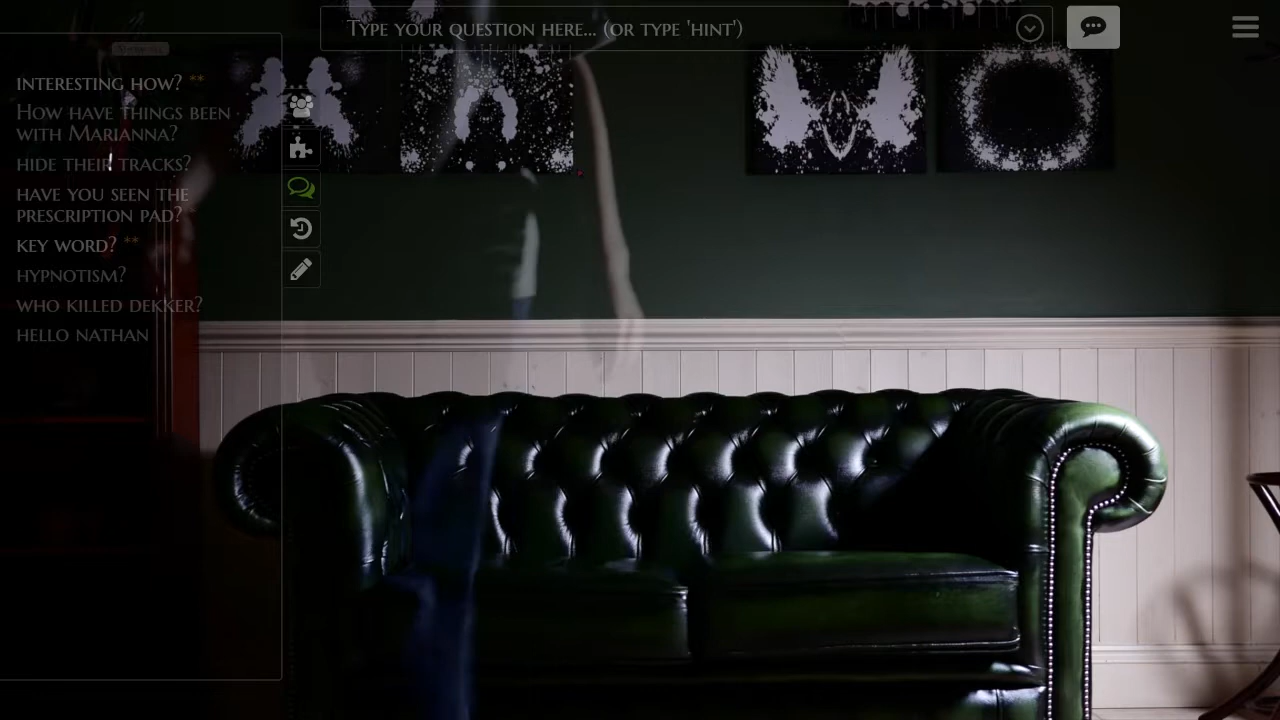 Type your question here... (or type 'hint')
interesting how? **
How have things been
with Marianna?
hide their tracks?
have you seen the
prescription pad?
key word? **
hypnotism?
who killed dekker?
hello nathan